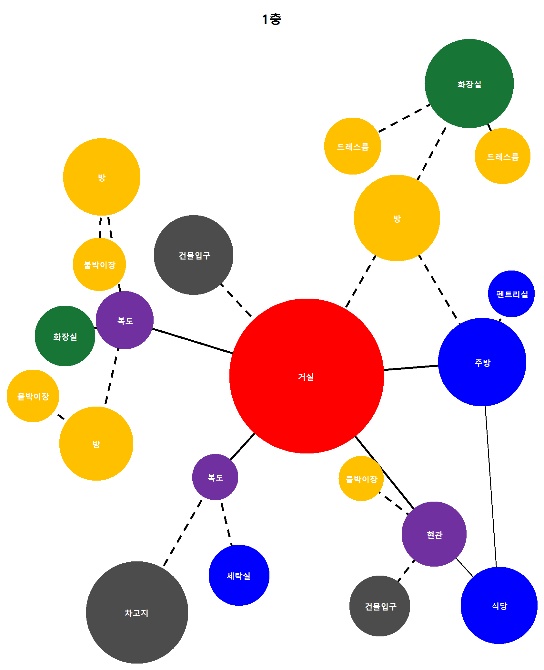 1충
화장실
드레스룸
드레스룸
방
방
붙박이장
건물입구
팬트리실
복도
화장실
주방
거실
붙박이장
방
복도
붙박이장
현관
세탁실
건물입구
식당
차고지